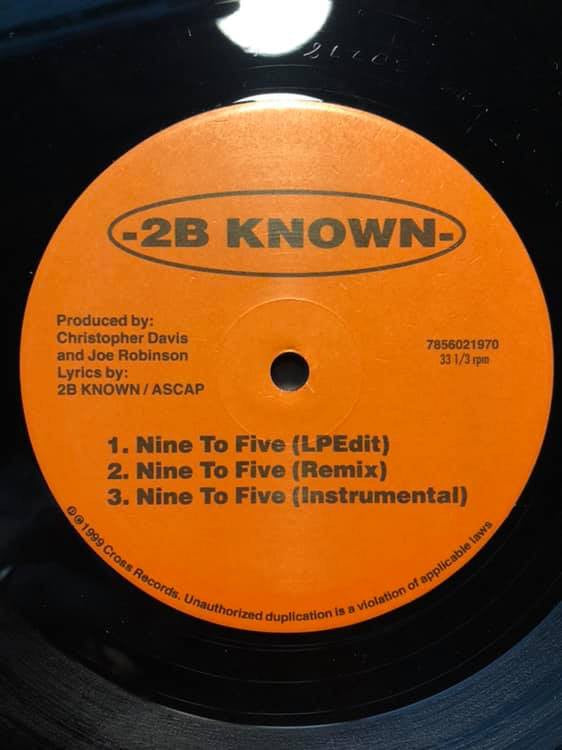 -2B KNOWN-
Produced by:
Christopher Davis
and Joe Robinson
Lyrics by:
2B KNOWN / ASCAP
7856021970
33 1/3 rpm
1. Nine To Five (LPEdit)
2. Nine To Five (Remix)
3. Nine To Five (Instrumental)
℗ © 1999 Cross Records. Unauthorized duplication is a violation of applicable laws